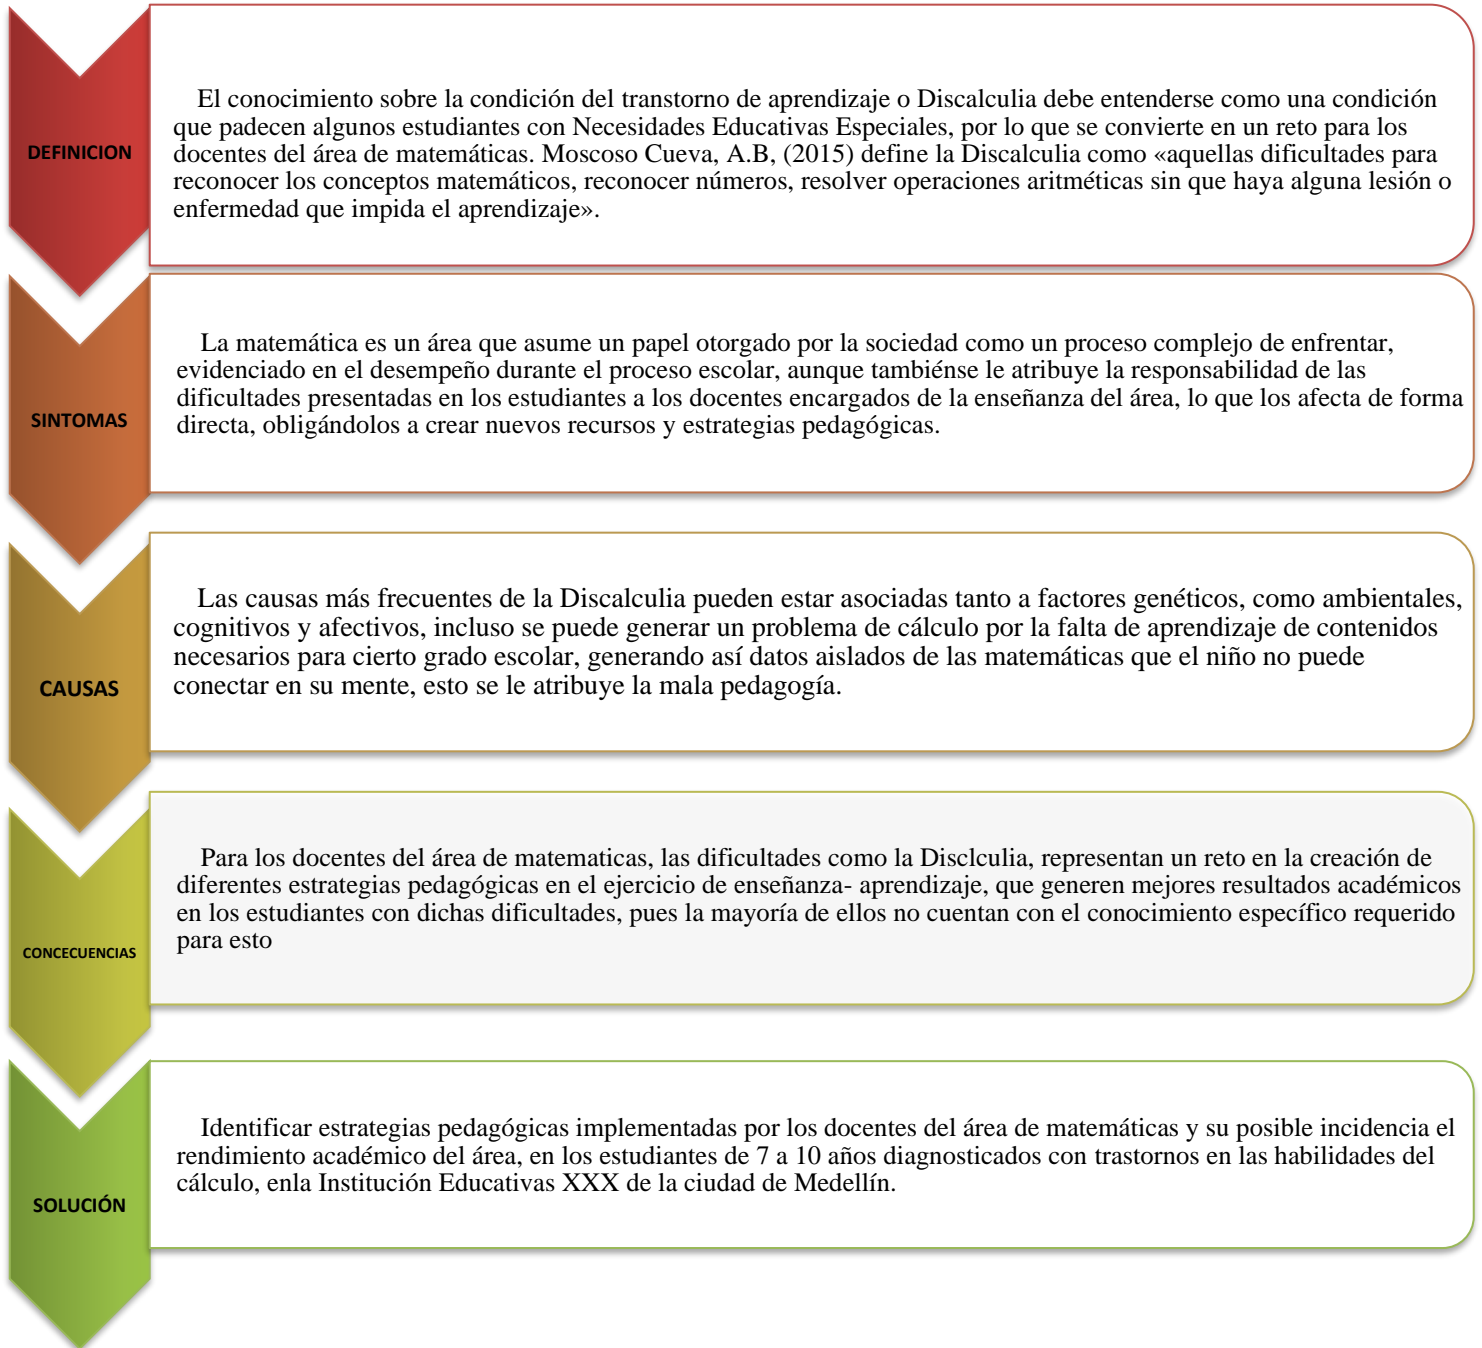 DEFINICION
El conocimiento sobre la condición del transtorno de aprendizaje o Discalculia debe entenderse como una condición
que padecen algunos estudiantes con Necesidades Educativas Especiales, por lo que se convierte en un reto para los
docentes del área de matemáticas. Moscoso Cueva, A.B, (2015) define la Discalculia como «aquellas dificultades para
reconocer los conceptos matemáticos, reconocer números, resolver operaciones aritméticas sin que haya alguna lesión o
enfermedad que impida el aprendizaje».
SINTOMAS
La matemática es un área que asume un papel otorgado por la sociedad como un proceso complejo de enfrentar,
evidenciado en el desempeño durante el proceso escolar, aunque tambiénse le atribuye la responsabilidad de las
dificultades presentadas en los estudiantes a los docentes encargados de la enseñanza del área, lo que los afecta de forma
directa, obligándolos a crear nuevos recursos y estrategias pedagógicas.
CAUSAS
Las causas más frecuentes de la Discalculia pueden estar asociadas tanto a factores genéticos, como ambientales,
cognitivos y afectivos, incluso se puede generar un problema de cálculo por la falta de aprendizaje de contenidos
necesarios para cierto grado escolar, generando así datos aislados de las matemáticas que el niño no puede
conectar en su mente, esto se le atribuye la mala pedagogía.
CONCECUENCIAS
Para los docentes del área de matematicas, las dificultades como la Disclculia, representan un reto en la creación de
diferentes estrategias pedagógicas en el ejercicio de enseñanza- aprendizaje, que generen mejores resultados académicos
en los estudiantes con dichas dificultades, pues la mayoría de ellos no cuentan con el conocimiento específico requerido
para esto
SOLUCIÓN
Identificar estrategias pedagógicas implementadas por los docentes del área de matemáticas y su posible incidencia el
rendimiento académico del área, en los estudiantes de 7 a 10 años diagnosticados con trastornos en las habilidades del
cálculo, enla Institución Educativas XXX de la ciudad de Medellín.